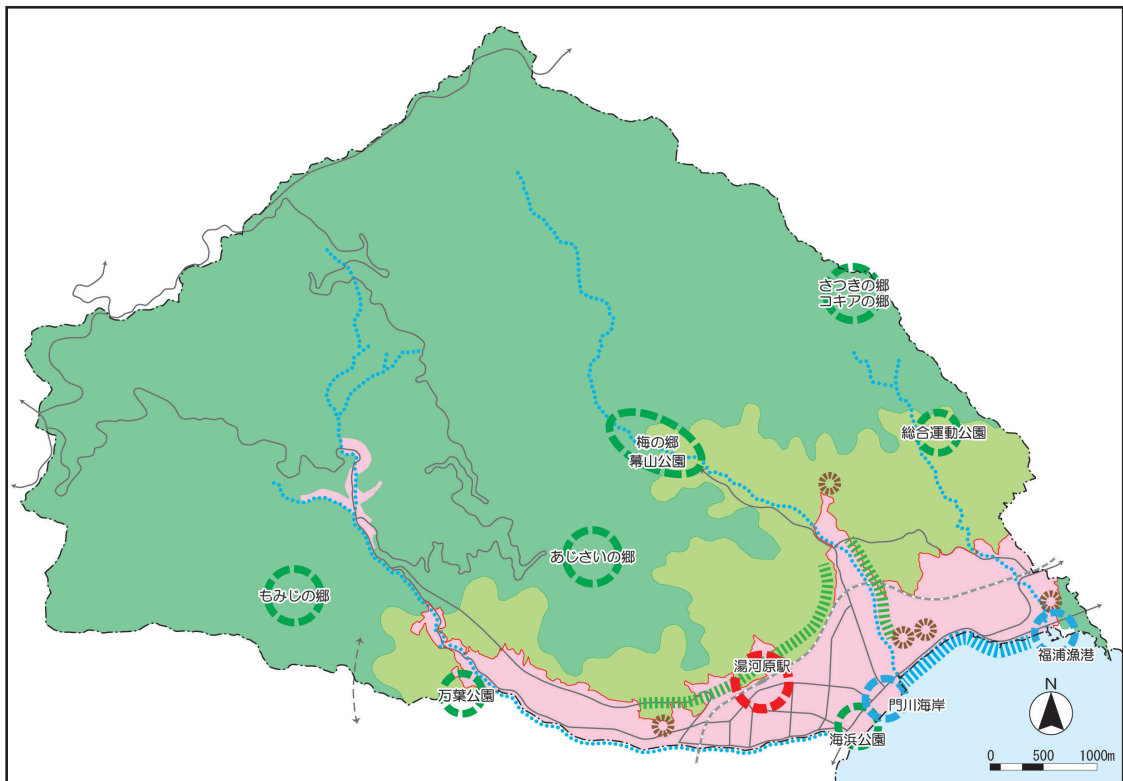 さつきの郷
コキアの郷
総合運動公園
梅の郷
幕山公園
あじさいの郷
もみじの郷
福浦漁港
湯河原駅
万葉公園
門川海岸
海浜公園
N
0 500 1000m